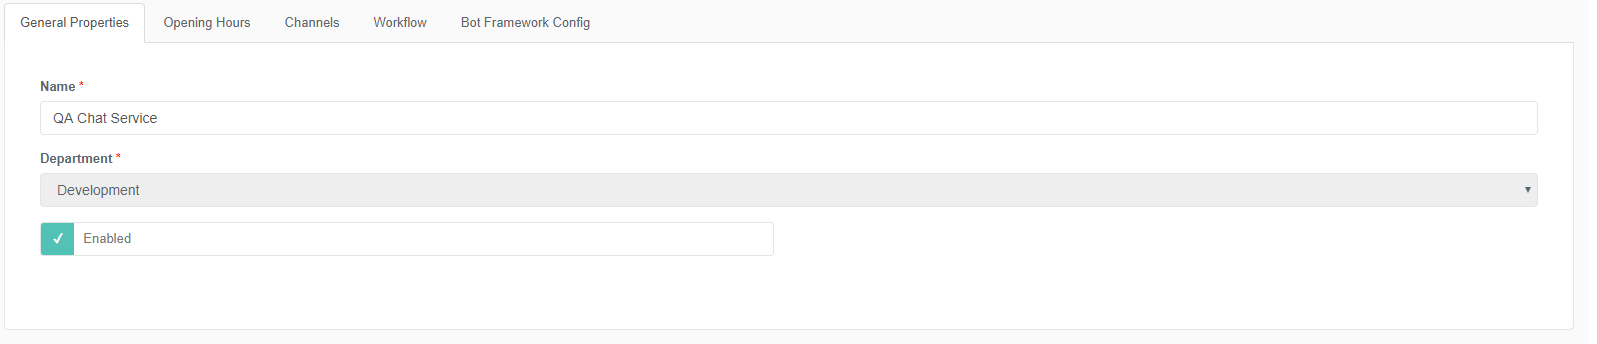 General Properties Opening Hours Channels Workflow Bot Framework Config
Name *
QA Chat Service
Department *
Development
Enabled